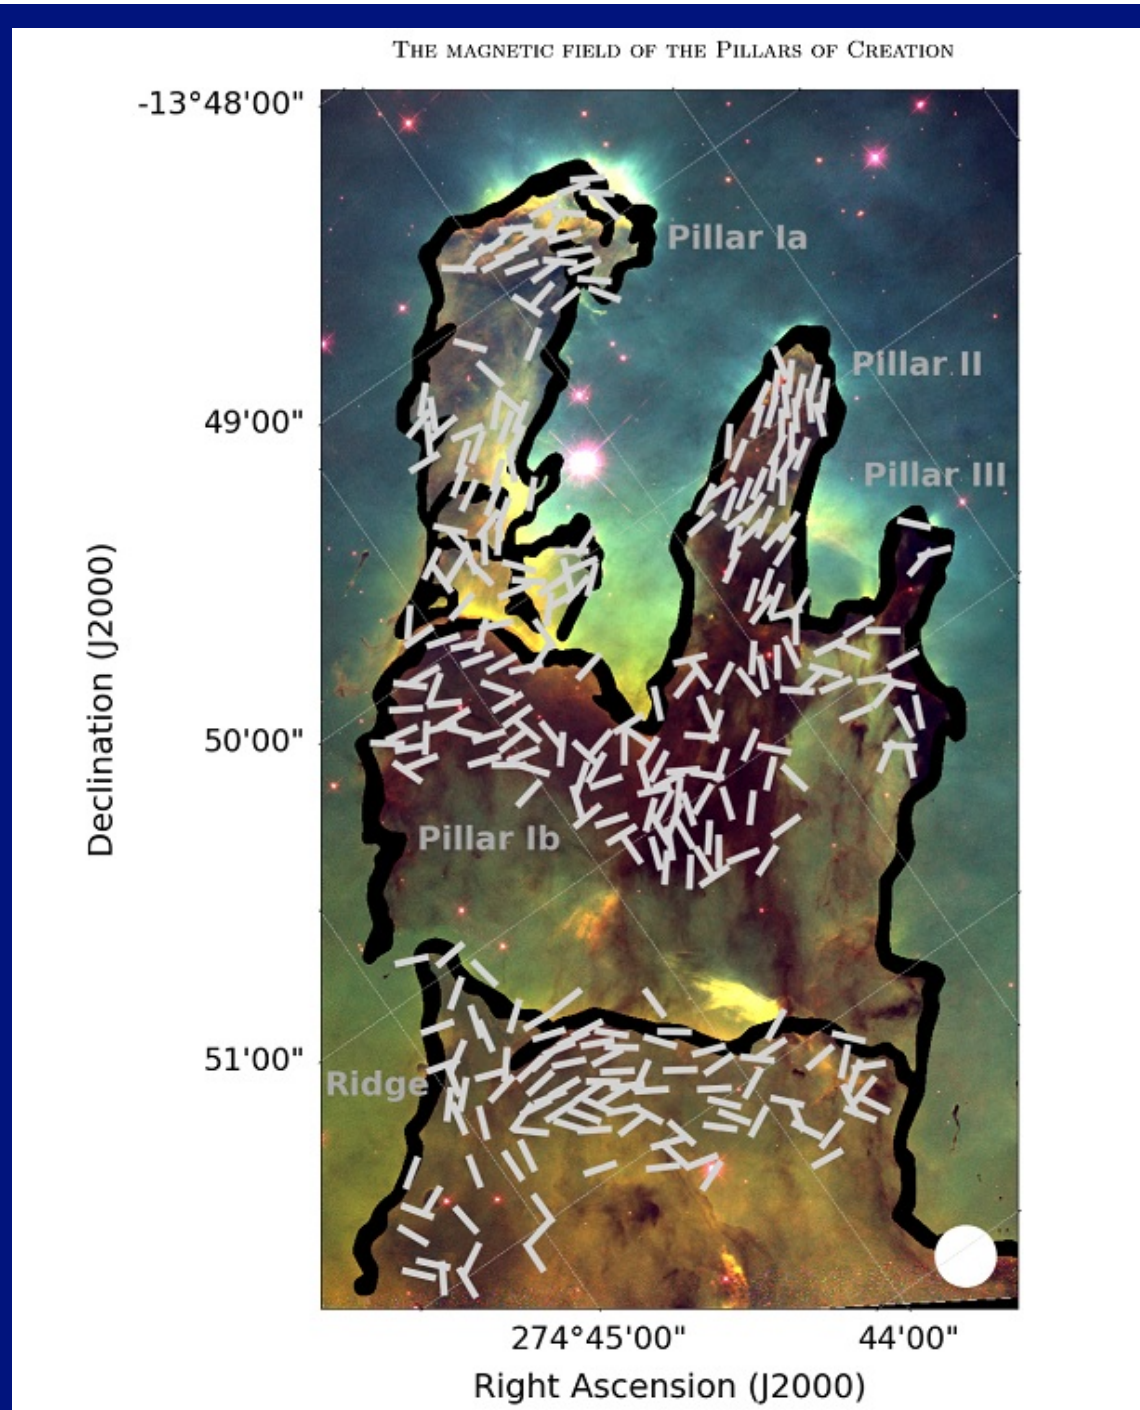 THE MAGNETIC FIELD OF THE PILLARS OF CREATION
-13°48'00"
Pillar Ia
Pillar II
49'00"
Pillar III
Declination (J2000)
50'00"
Pillar Ib
51'00"
Ridge
274°45'00"
44'00"
Right Ascension (J2000)